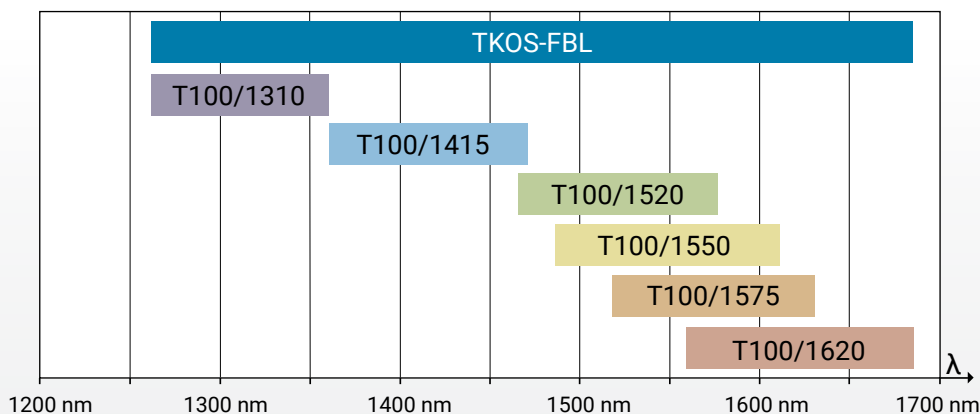 TKOS-FBL
T100/1310
T100/1415
T100/1520
T100/1550
T100/1575
T100/1620
λ
1200 nm 1300 nm 1400 nm 1500 nm 1600 nm 1700 nm